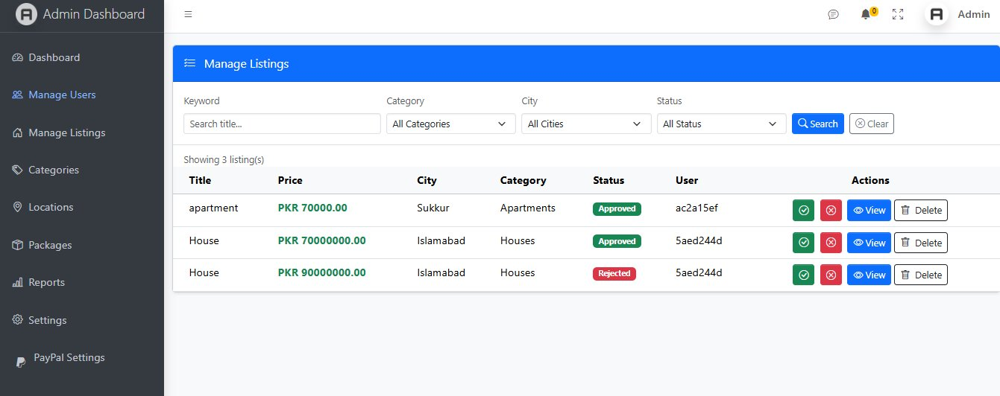 Admin Dashboard
0
Admin
Dashboard
Manage Users
Manage Listings
Categories
Locations
Packages
Reports
Settings
PayPal Settings
Manage Listings
Keyword Category City Status
Search title... All Categories All Cities All Status Search Clear
Showing 3 listing(s)
Title Price City Category Status User Actions
apartment PKR 70000.00 Sukkur Apartments Approved ac2a15ef View Delete
House PKR 70000000.00 Islamabad Houses Approved 5aed244d View Delete
House PKR 90000000.00 Islamabad Houses Rejected 5aed244d View Delete